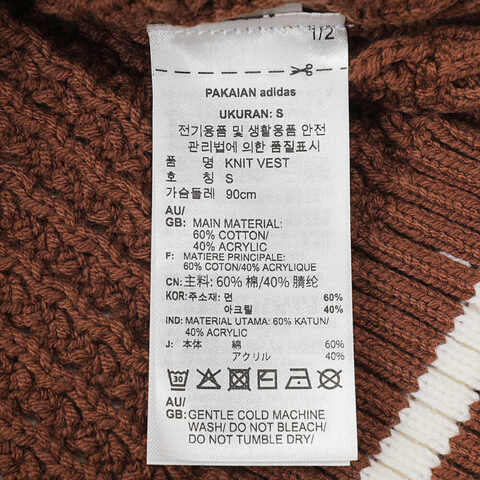 1/2
PAKAIAN adidas
UKURAN: S
전기용품 및 생활용품 안전
관리법에 의한 품질표시
품 명 KNIT VEST
호 칭 S
가슴둘레 90cm
AU/
GB: MAIN MATERIAL:
60% COTTON/
40% ACRYLIC
F: MATIERE PRINCIPALE:
60% COTON/40% ACRYLIQUE
CN: 主料: 60% 棉/40% 腈纶
KOR: 주소재: 면 60%
아크릴 40%
IND: MATERIAL UTAMA: 60% KATUN/
40% ACRYLIC
J: 本体 綿 60%
アクリル 40%
30
AU/
GB: GENTLE COLD MACHINE
WASH/ DO NOT BLEACH/
DO NOT TUMBLE DRY/